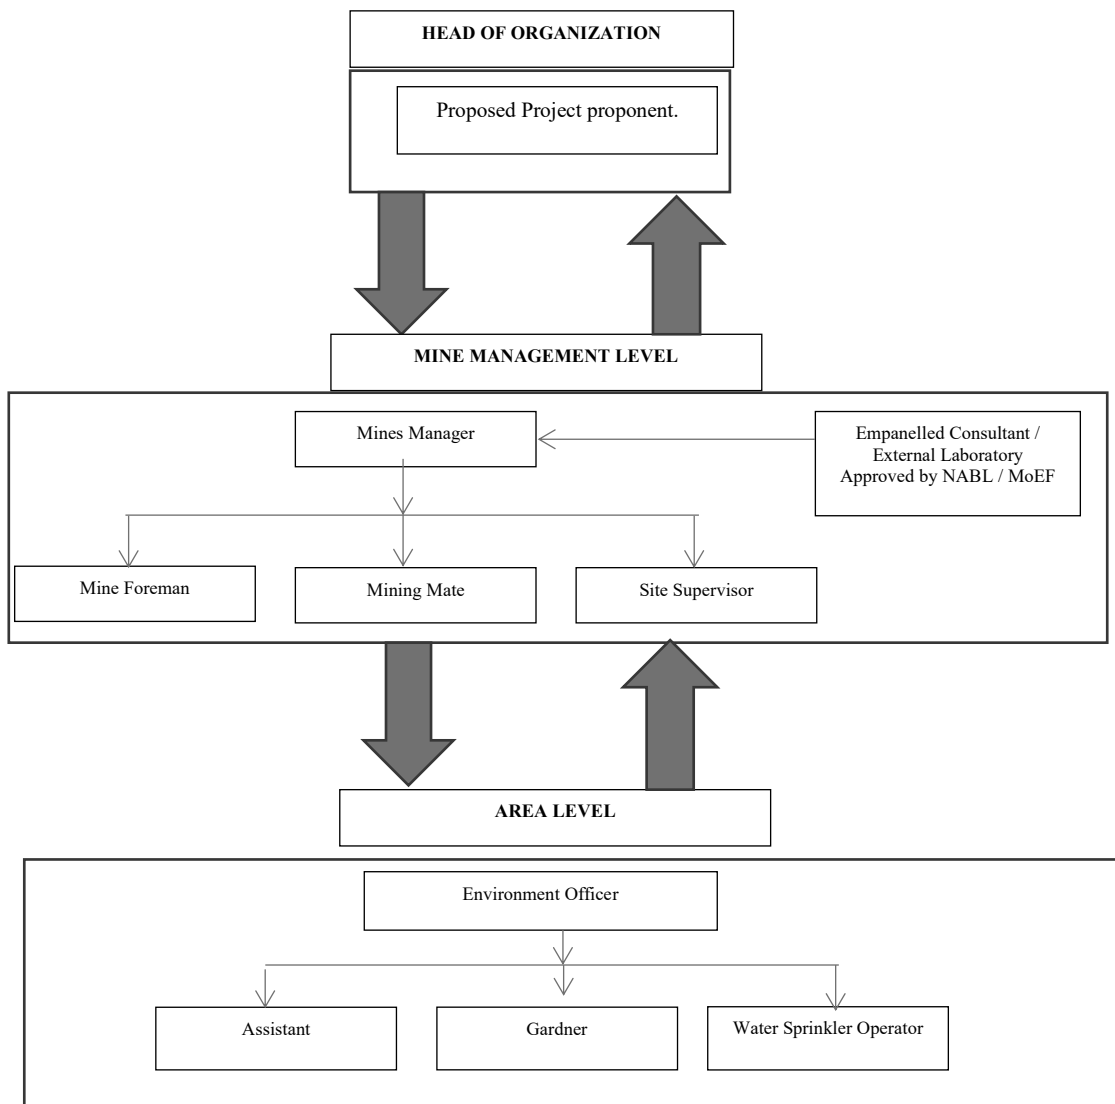 HEAD OF ORGANIZATION
Proposed Project proponent.
MINE MANAGEMENT LEVEL
Mines Manager
Empanelled Consultant /
External Laboratory
Approved by NABL / MoEF
Mine Foreman
Mining Mate
Site Supervisor
AREA LEVEL
Environment Officer
Assistant
Gardner
Water Sprinkler Operator